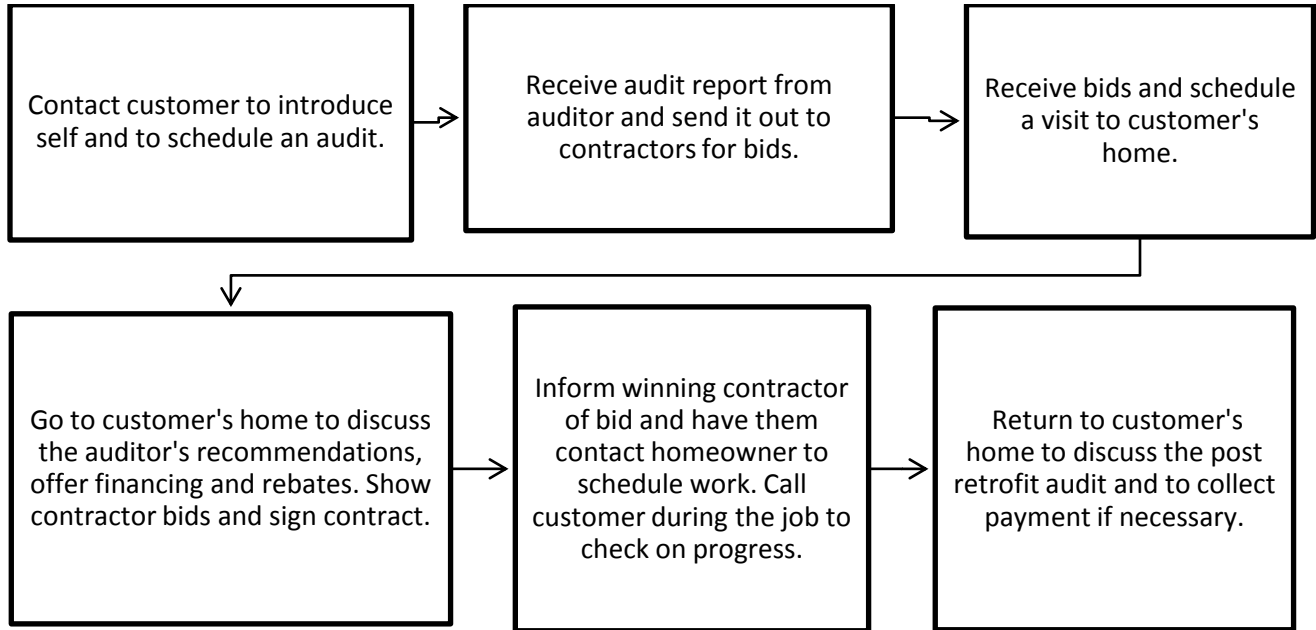 Contact customer to introduce
self and to schedule an audit.
Receive audit report from
auditor and send it out to
contractors for bids.
Receive bids and schedule
a visit to customer's
home.
Go to customer's home to discuss
the auditor's recommendations,
offer financing and rebates. Show
contractor bids and sign contract.
Inform winning contractor
of bid and have them
contact homeowner to
schedule work. Call
customer during the job to
check on progress.
Return to customer's
home to discuss the post
retrofit audit and to collect
payment if necessary.